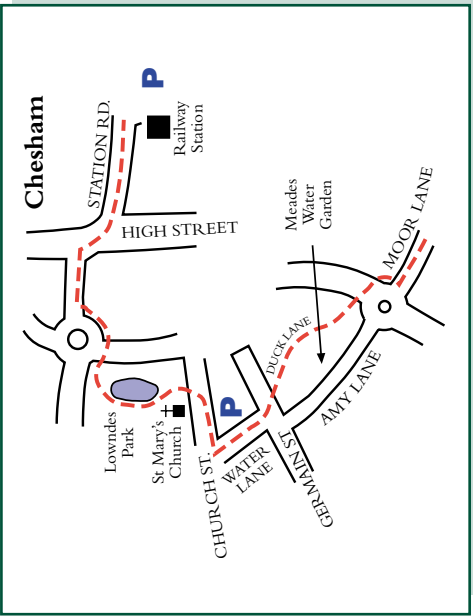 Chesham
P
STATION RD.
Railway
Station
HIGH STREET
Meades
Water
Garden
MOOR LANE
DUCK LANE
AMY LANE
Lowndes
Park
St Mary's
Church
P
CHURCH ST.
WATER
LANE
GERMAIN ST